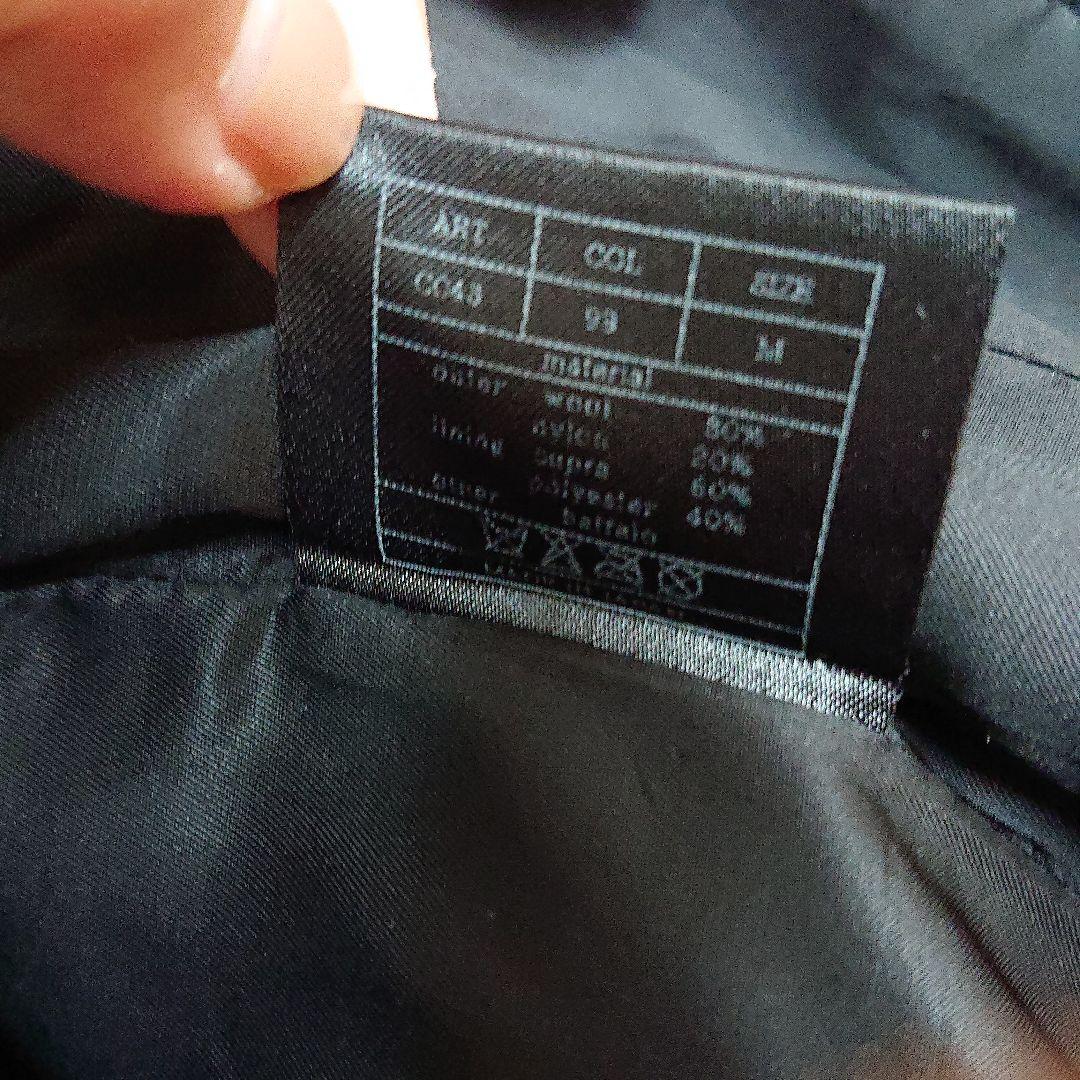 ART COL SIZE
CC43 99 M
material
outer wool 80%
nylon 20%
lining cupra 60%
polyester 40%
other buffalo